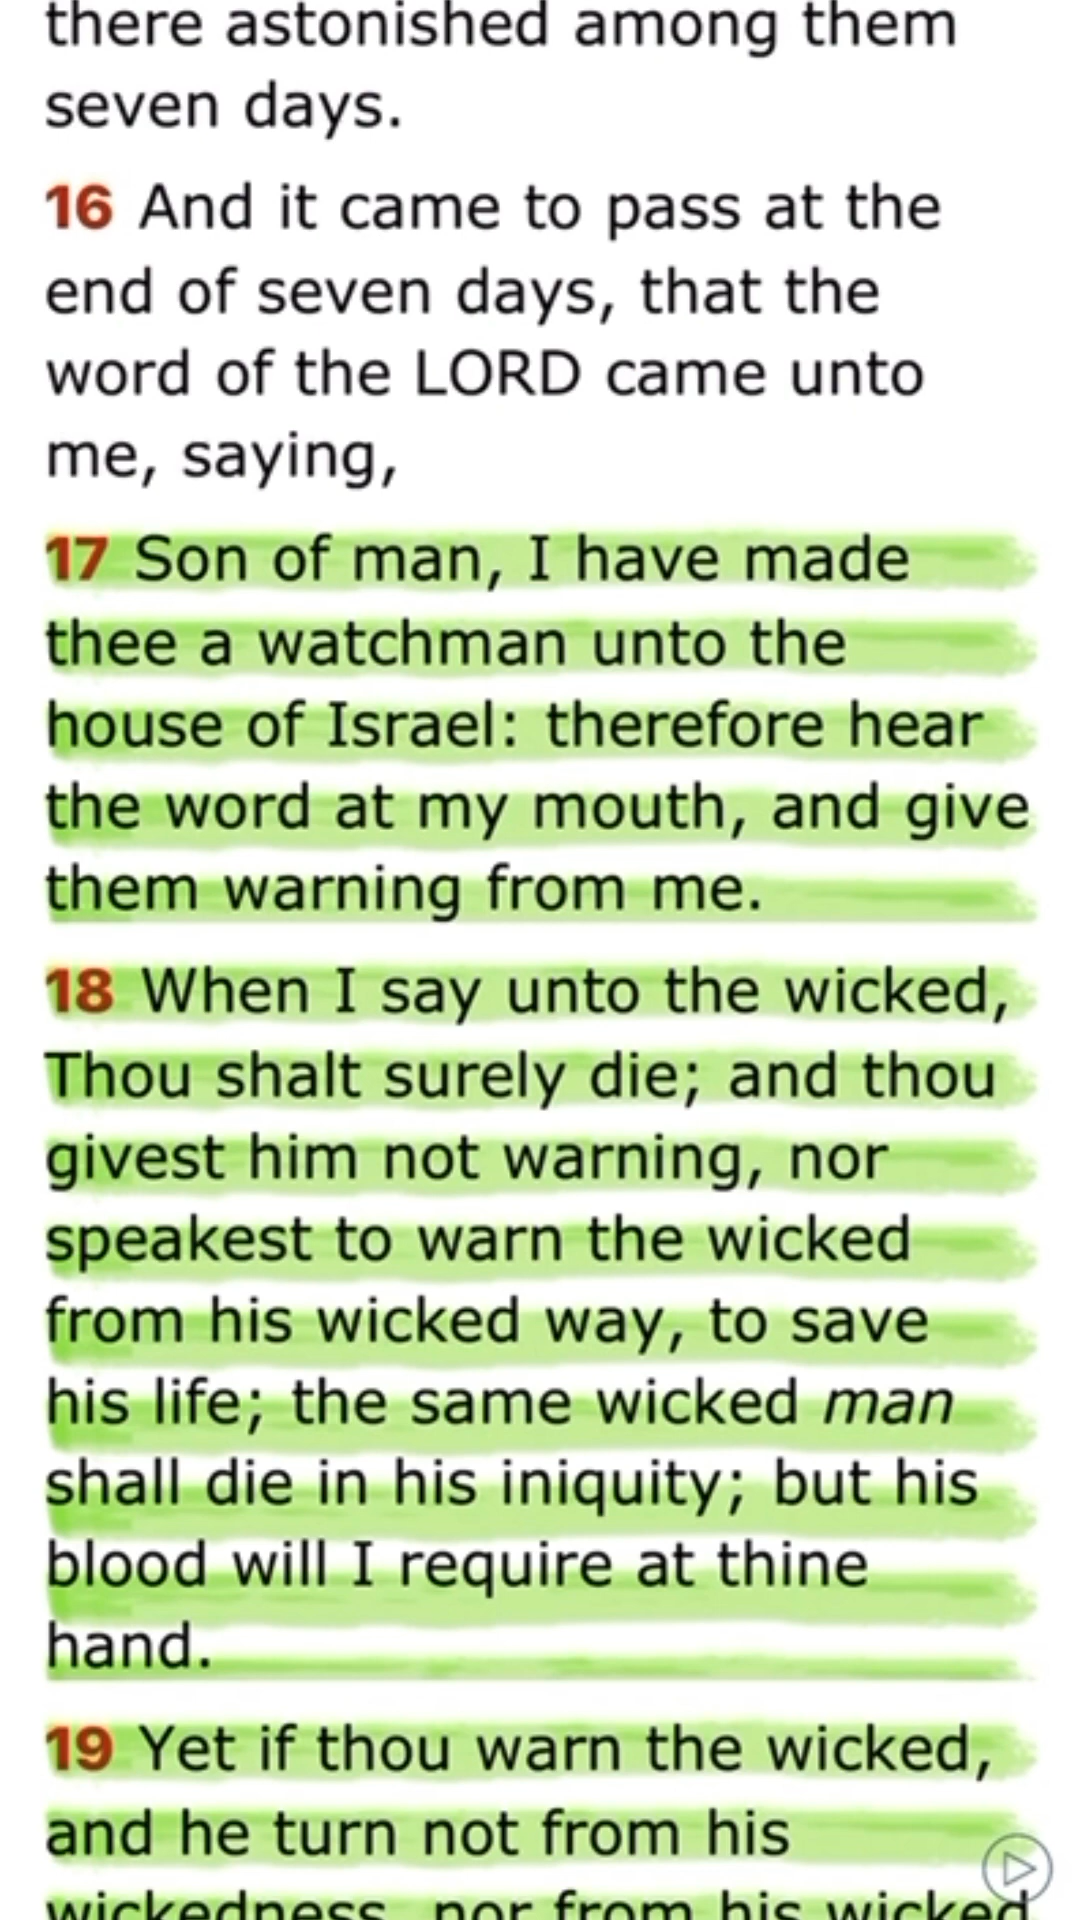 there astonished among them
seven days.
16 And it came to pass at the
end of seven days, that the
word of the LORD came unto
me, saying,
17 Son of man, I have made
thee a watchman unto the
house of Israel: therefore hear
the word at my mouth, and give
them warning from me.
18 When I say unto the wicked,
Thou shalt surely die; and thou
givest him not warning, nor
speakest to warn the wicked
from his wicked way, to save
his life; the same wicked man
shall die in his iniquity; but his
blood will I require at thine
hand.
19 Yet if thou warn the wicked,
and he turn not from his
wickedness, nor from his wicked